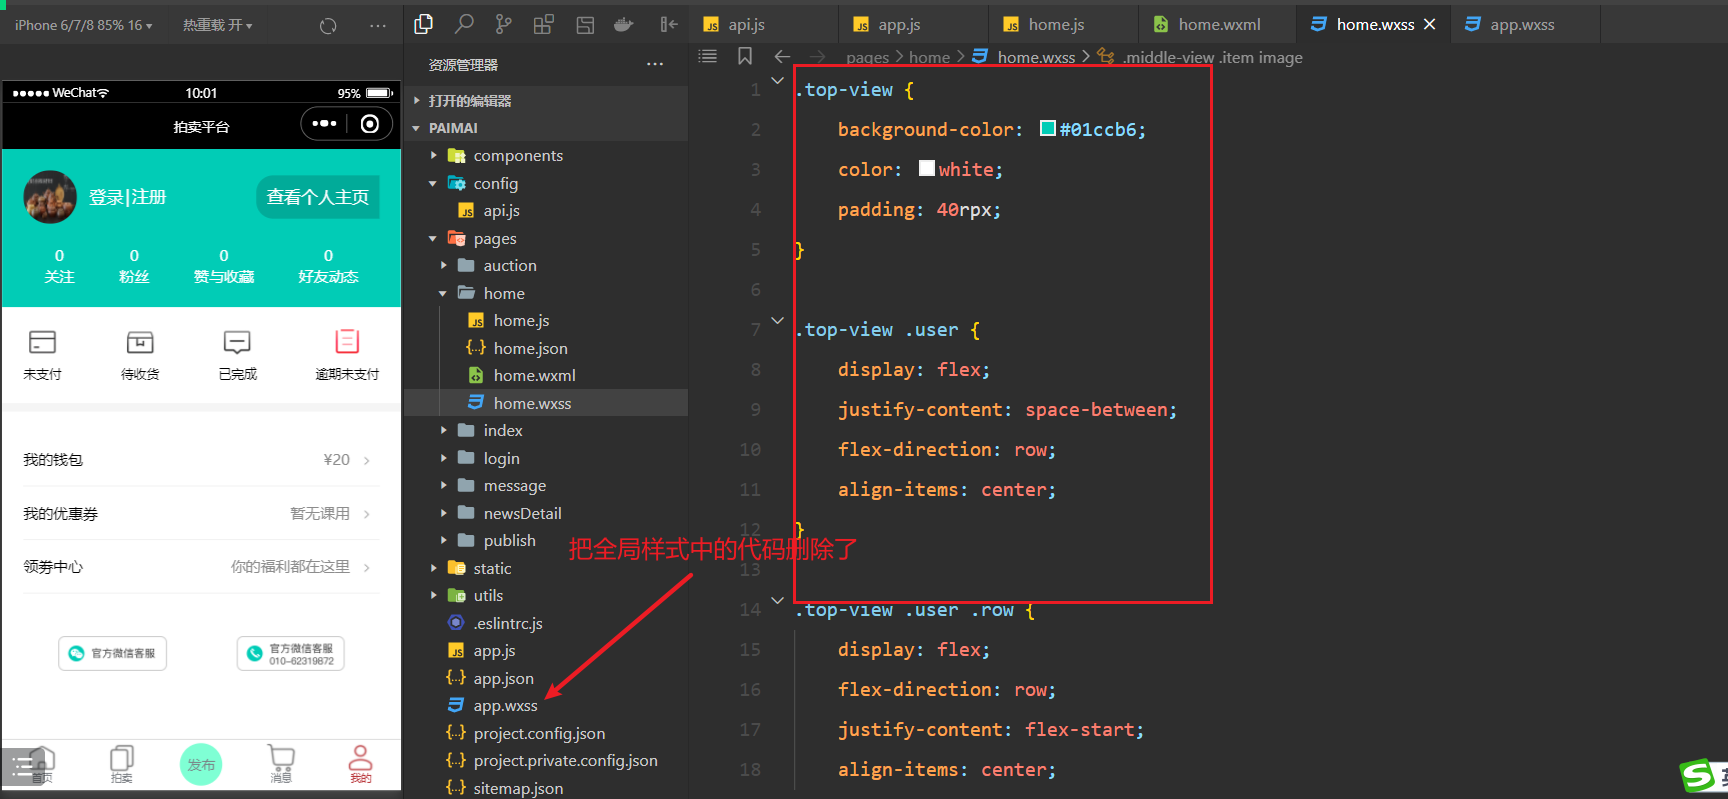 iPhone 6/7/8 85% 16
热重载 开
WeChat
10:01
95%
拍卖平台
登录|注册
查看个人主页
0
0
0
0
关注
粉丝
赞与收藏
好友动态
未支付
待收货
已完成
逾期未支付
我的钱包
¥20
我的优惠券
暂无课用
领券中心
你的福利都在这里
官方微信客服
官方微信客服
010-62319872
首页
拍卖
发布
消息
我的
资源管理器
打开的编辑器
PAIMAI
components
config
api.js
pages
auction
home
home.js
home.json
home.wxml
home.wxss
index
login
message
newsDetail
publish
static
utils
.eslintrc.js
app.js
app.json
app.wxss
project.config.json
project.private.config.json
sitemap.json
把全局样式中的代码删除了
api.js
app.js
home.js
home.wxml
home.wxss
app.wxss
pages > home > home.wxss > .middle-view .item image
1 .top-view {
2 background-color: #01ccb6;
3 color: white;
4 padding: 40rpx;
5 }
6
7 .top-view .user {
8 display: flex;
9 justify-content: space-between;
10 flex-direction: row;
11 align-items: center;
12 }
13
14 .top-view .user .row {
15 display: flex;
16 flex-direction: row;
17 justify-content: flex-start;
18 align-items: center;